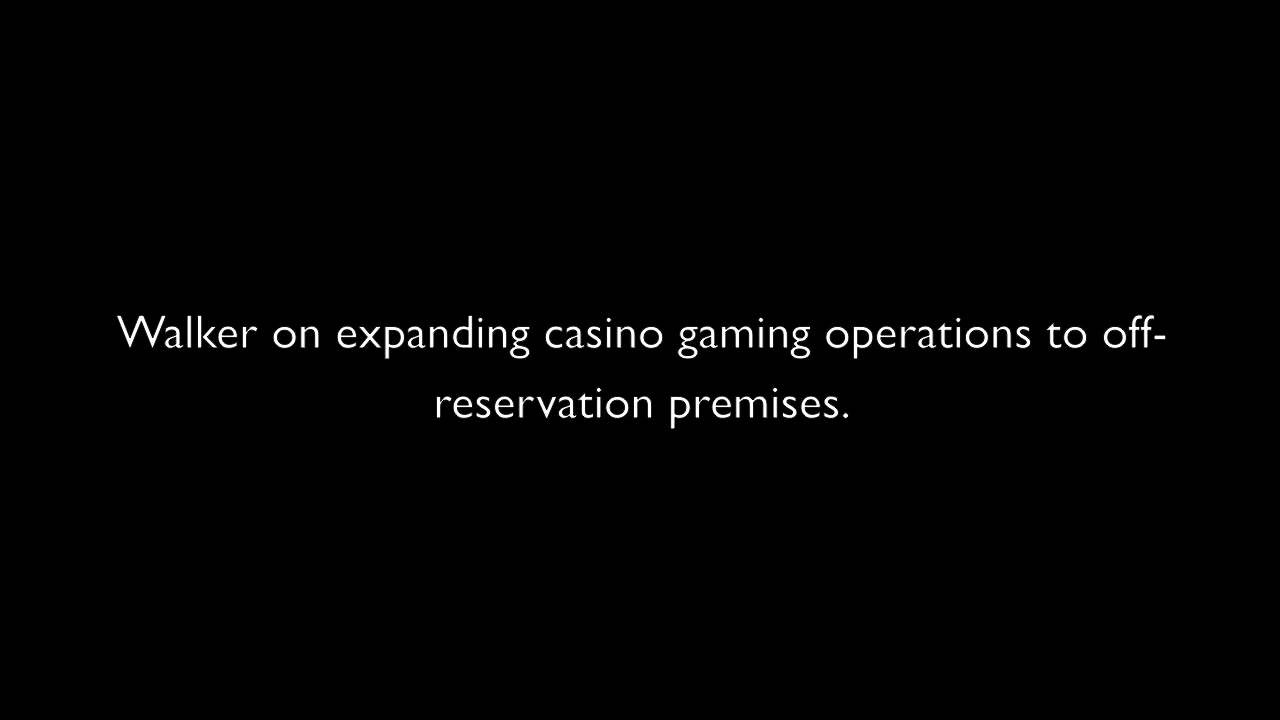 Walker on expanding casino gaming operations to off-
reservation premises.